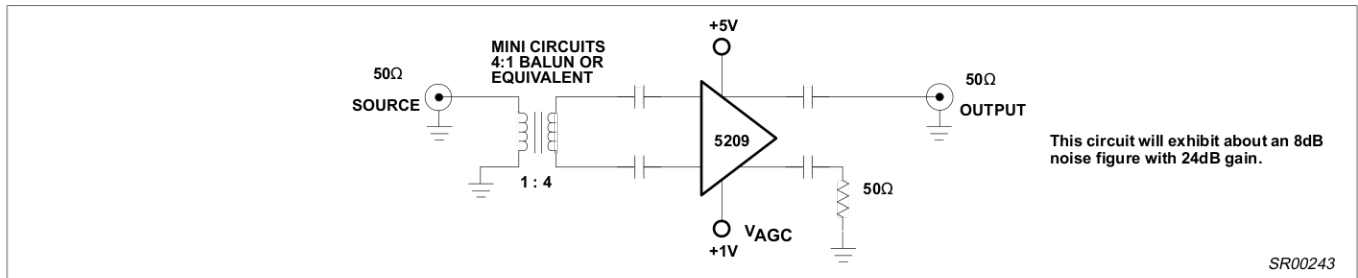 +5V
MINI CIRCUITS
4:1 BALUN OR
EQUIVALENT
50Ω
SOURCE
1 : 4
5209
50Ω
OUTPUT
50Ω
VAGC
+1V
This circuit will exhibit about an 8dB
noise figure with 24dB gain.
SR00243